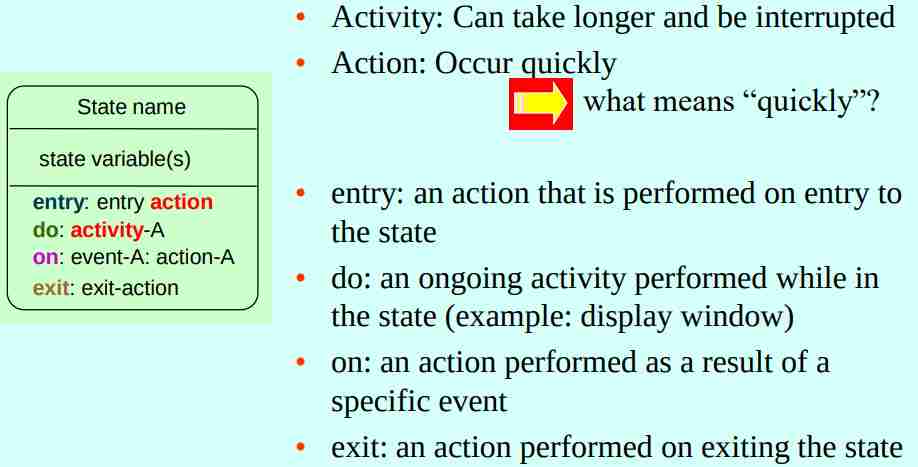 • Activity: Can take longer and be interrupted
• Action: Occur quickly
what means “quickly”?
State name
state variable(s)
entry: entry action
do: activity-A
on: event-A: action-A
exit: exit-action
• entry: an action that is performed on entry to
the state
• do: an ongoing activity performed while in
the state (example: display window)
• on: an action performed as a result of a
specific event
• exit: an action performed on exiting the state